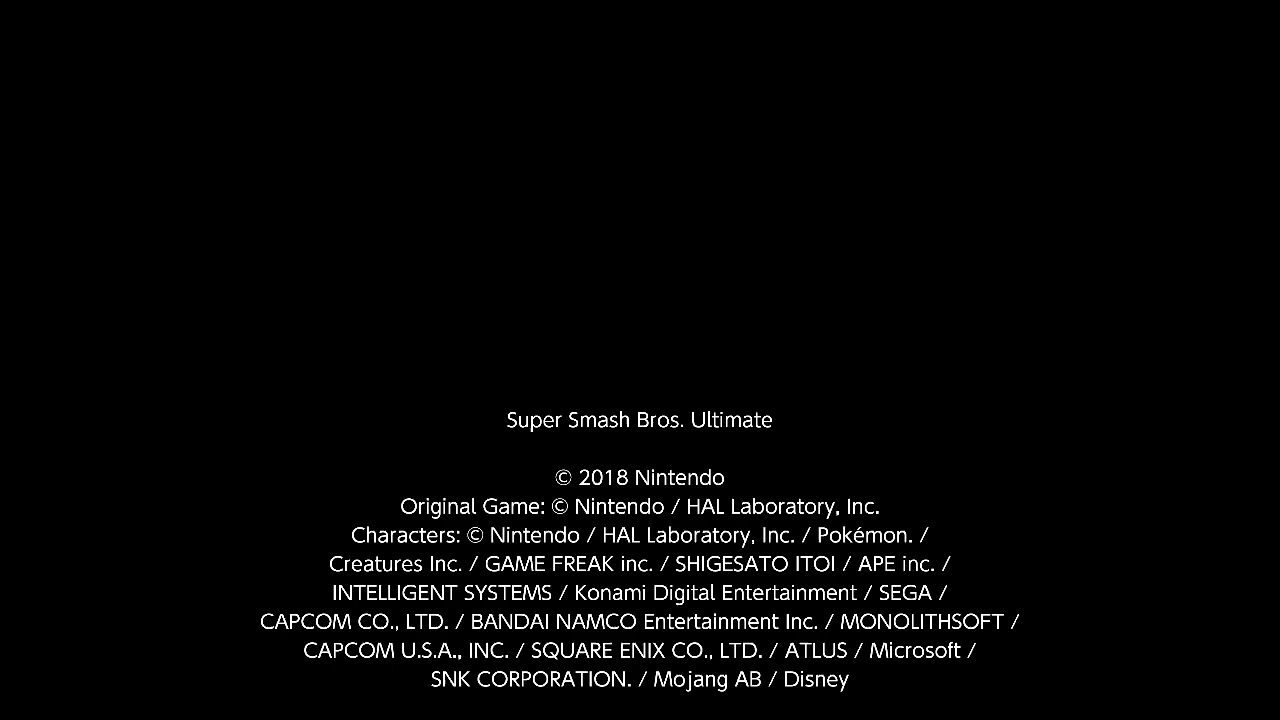 Super Smash Bros. Ultimate
© 2018 Nintendo
Original Game: © Nintendo / HAL Laboratory, Inc.
Characters: © Nintendo / HAL Laboratory, Inc. / Pokémon. /
Creatures Inc. / GAME FREAK inc. / SHIGESATO ITOI / APE inc. /
INTELLIGENT SYSTEMS / Konami Digital Entertainment / SEGA /
CAPCOM CO., LTD. / BANDAI NAMCO Entertainment Inc. / MONOLITHSOFT /
CAPCOM U.S.A., INC. / SQUARE ENIX CO., LTD. / ATLUS / Microsoft /
SNK CORPORATION. / Mojang AB / Disney